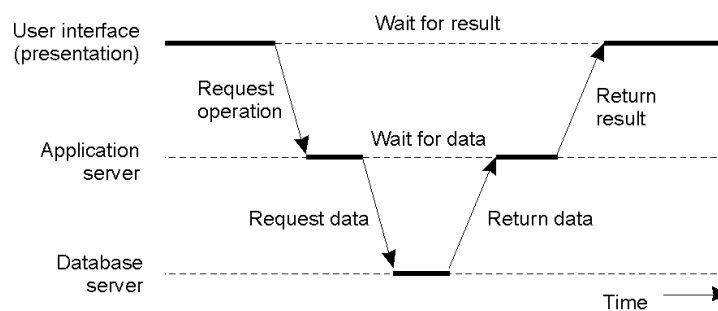 User interface
(presentation)
Wait for result
Request
operation
Return
result
Application
server
Wait for data
Request data
Return data
Database
server
Time